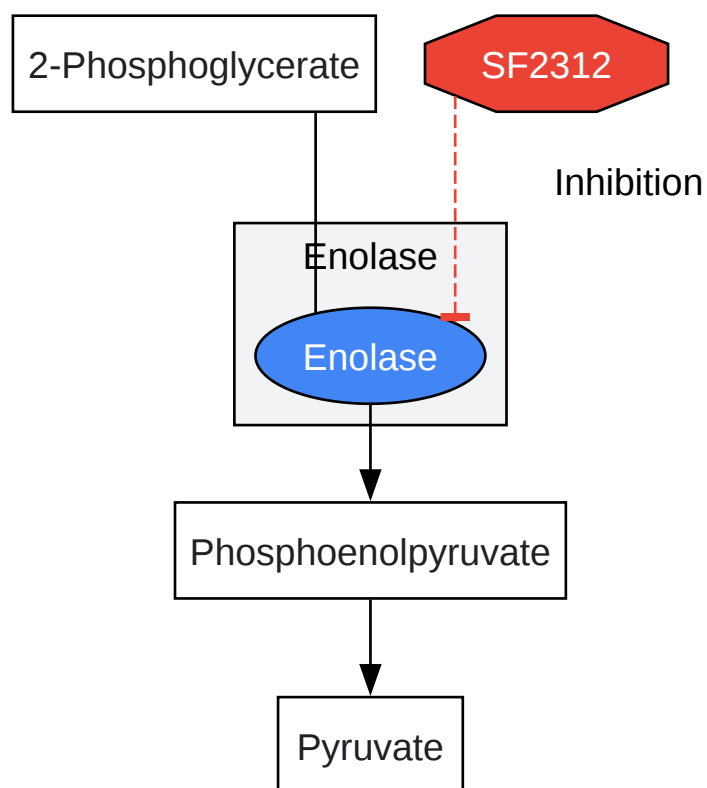 2-Phosphoglycerate
SF2312
Inhibition
Enolase
Enolase
Phosphoenolpyruvate
Pyruvate